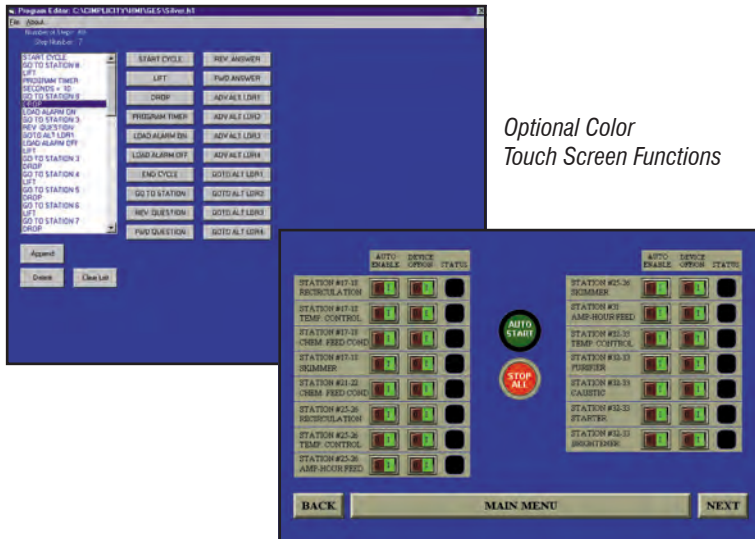 Program Editor: C:\CIMPLICITY\HMI\GES\Silver.h1
File About
Number of Steps:
Step Number: 7
START CYCLE
GO TO STATION 8
LIFT
PROGRAM TIMER
SECONDS = 10
GO TO STATION 9
DROP
LOAD ALARM ON
GO TO STATION 3
REV QUESTION
GOTO ALT LDR1
LOAD ALARM OFF
LIFT
GO TO STATION 3
DROP
GO TO STATION 4
LIFT
GO TO STATION 5
DROP
GO TO STATION 6
LIFT
GO TO STATION 7
DROP
START CYCLE
LIFT
DROP
PROGRAM TIMER
LOAD ALARM ON
LOAD ALARM OFF
END CYCLE
GO TO STATION
REV QUESTION
FWD QUESTION
REV ANSWER
FWD ANSWER
ADV ALT LDR1
ADV ALT LDR2
ADV ALT LDR3
ADV ALT LDR4
GOTO ALT LDR1
GOTO ALT LDR2
GOTO ALT LDR3
GOTO ALT LDR4
Append
Delete
Clear List
Optional Color
Touch Screen Functions
AUTO ENABLE
DEVICE OPTION
STATUS
STATION #17-18
RECIRCULATION
STATION #17-18
TEMP. CONTROL
STATION #17-18
CHEM. FEED COND
STATION #17-18
SKIMMER
STATION #21-22
CHEM. FEED COND
STATION #25-26
RECIRCULATION
STATION #25-26
TEMP. CONTROL
STATION #25-26
AMP-HOUR FEED
AUTO
START
STOP
ALL
AUTO ENABLE
DEVICE OPTION
STATUS
STATION #25-26
SKIMMER
STATION #31
AMP-HOUR FEED
STATION #32-33
TEMP. CONTROL
STATION #32-33
PURIFIER
STATION #32-33
CAUSTIC
STATION #32-33
STARTER
STATION #32-33
BRIGHTENER
BACK
MAIN MENU
NEXT